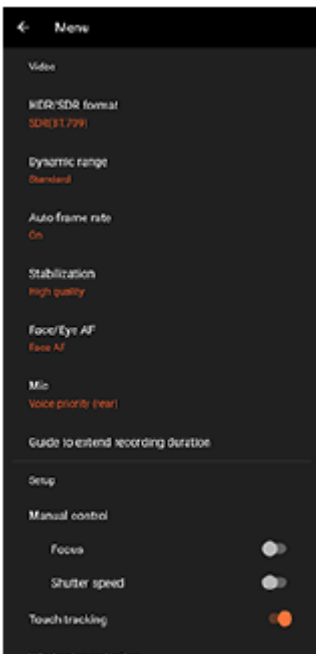 Menu
Video
HDR/SDR format
SDR(BT.709)
Dynamic range
Standard
Auto frame rate
On
Stabilization
High quality
Face/Eye AF
Face AF
Mic
Voice priority (rear)
Guide to extend recording duration
Setup
Manual control
Focus
Shutter speed
Touch tracking